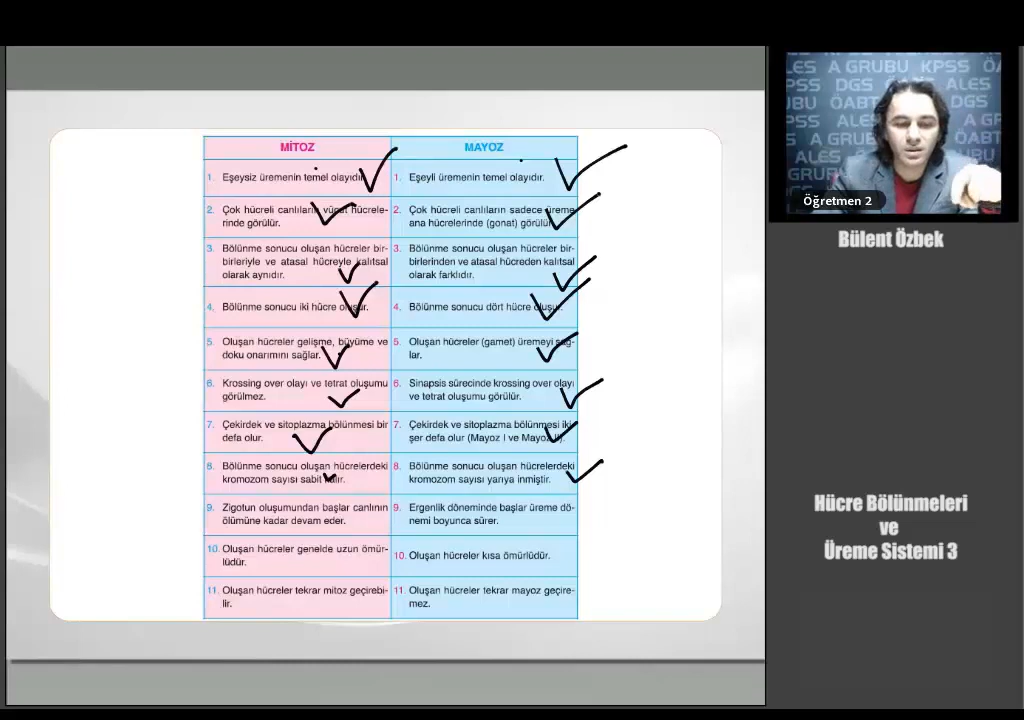 MİTOZ
MAYOZ
1. Eşeysiz üremenin temel olayıdır.
1. Eşeyli üremenin temel olayıdır.
2. Çok hücreli canlıların vücut hücrele-
rinde görülür.
2. Çok hücreli canlıların sadece üreme
ana hücrelerinde (gonat) görülür.
3. Bölünme sonucu oluşan hücreler bir-
birleriyle ve atasal hücreyle kalıtsal
olarak aynıdır.
3. Bölünme sonucu oluşan hücreler bir-
birlerinden ve atasal hücreden kalıtsal
olarak farklıdır.
4. Bölünme sonucu iki hücre oluşur.
4. Bölünme sonucu dört hücre oluşur.
5. Oluşan hücreler gelişme, büyüme ve
doku onarımını sağlar.
5. Oluşan hücreler (gamet) üremeyi sağ-
lar.
6. Krossing over olayı ve tetrat oluşumu
görülmez.
6. Sinapsis sürecinde krossing over olayı
ve tetrat oluşumu görülür.
7. Çekirdek ve sitoplazma bölünmesi bir
defa olur.
7. Çekirdek ve sitoplazma bölünmesi iki-
şer defa olur (Mayoz I ve Mayoz II).
8. Bölünme sonucu oluşan hücrelerdeki
kromozom sayısı sabit kalır.
8. Bölünme sonucu oluşan hücrelerdeki
kromozom sayısı yarıya inmiştir.
9. Zigotun oluşumundan başlar canlının
ölümüne kadar devam eder.
9. Ergenlik döneminde başlar üreme dö-
nemi boyunca sürer.
10. Oluşan hücreler genelde uzun ömür-
lüdür.
10. Oluşan hücreler kısa ömürlüdür.
11. Oluşan hücreler tekrar mitoz geçirebi-
lir.
11. Oluşan hücreler tekrar mayoz geçire-
mez.
A GRUBU KPSS
DGS
ALES
Öğretmen 2
Bülent Özbek
Hücre Bölünmeleri
ve
Üreme Sistemi 3